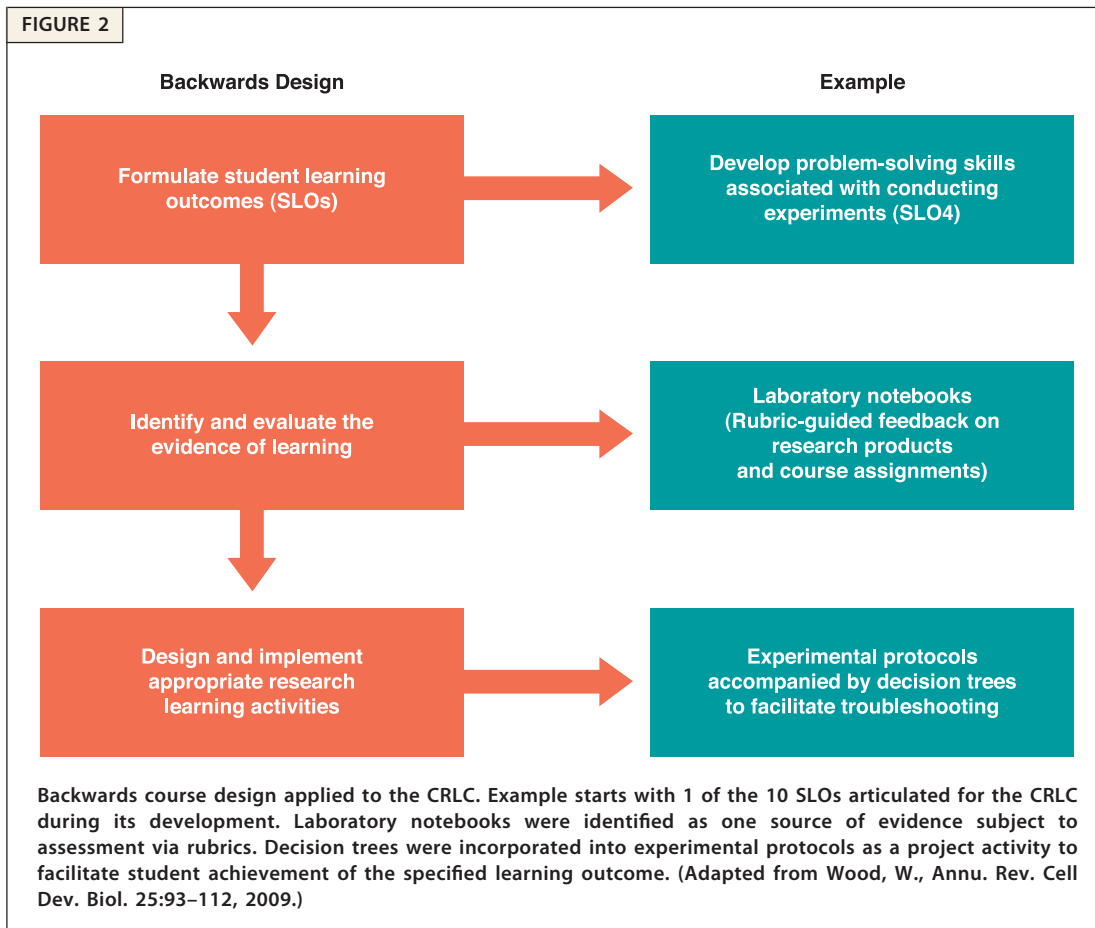 FIGURE 2
Backwards Design
Example
Formulate student learning
outcomes (SLOs)
Develop problem-solving skills
associated with conducting
experiments (SLO4)
Identify and evaluate the
evidence of learning
Laboratory notebooks
(Rubric-guided feedback on
research products
and course assignments)
Design and implement
appropriate research
learning activities
Experimental protocols
accompanied by decision trees
to facilitate troubleshooting
Backwards course design applied to the CRLC. Example starts with 1 of the 10 SLOs articulated for the CRLC
during its development. Laboratory notebooks were identified as one source of evidence subject to
assessment via rubrics. Decision trees were incorporated into experimental protocols as a project activity to
facilitate student achievement of the specified learning outcome. (Adapted from Wood, W., Annu. Rev. Cell
Dev. Biol. 25:93–112, 2009.)